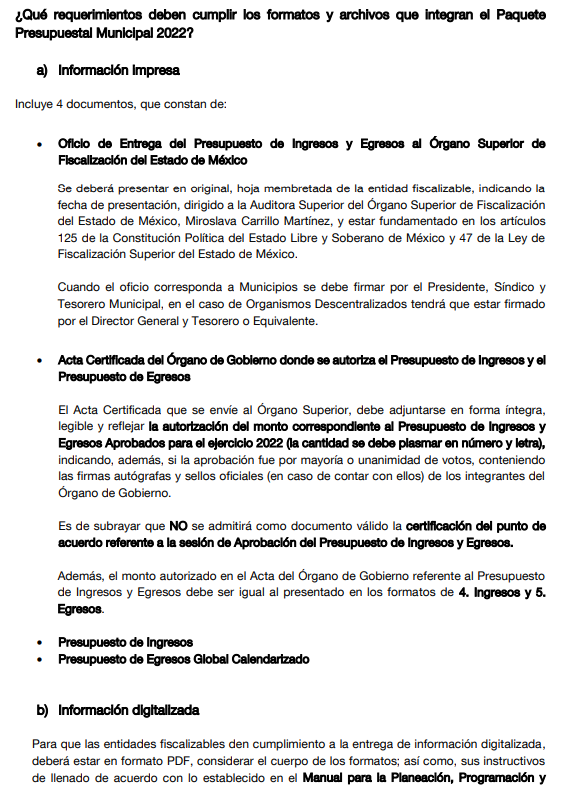 ¿Qué requerimientos deben cumplir los formatos y archivos que integran el Paquete
Presupuestal Municipal 2022?
a) Información impresa
Incluye 4 documentos, que constan de:
• Oficio de Entrega del Presupuesto de Ingresos y Egresos al Órgano Superior de
Fiscalización del Estado de México
Se deberá presentar en original, hoja membretada de la entidad fiscalizable, indicando la
fecha de presentación, dirigido a la Auditora Superior del Órgano Superior de Fiscalización
del Estado de México, Miroslava Carrillo Martínez, y estar fundamentado en los artículos
125 de la Constitución Política del Estado Libre y Soberano de México y 47 de la Ley de
Fiscalización Superior del Estado de México.
Cuando el oficio corresponda a Municipios se debe firmar por el Presidente, Síndico y
Tesorero Municipal, en el caso de Organismos Descentralizados tendrá que estar firmado
por el Director General y Tesorero o Equivalente.
• Acta Certificada del Órgano de Gobierno donde se autoriza el Presupuesto de Ingresos y el
Presupuesto de Egresos
El Acta Certificada que se envíe al Órgano Superior, debe adjuntarse en forma íntegra,
legible y reflejar la autorización del monto correspondiente al Presupuesto de Ingresos y
Egresos Aprobados para el ejercicio 2022 (la cantidad se debe plasmar en número y letra),
indicando, además, si la aprobación fue por mayoría o unanimidad de votos, conteniendo
las firmas autógrafas y sellos oficiales (en caso de contar con ellos) de los integrantes del
Órgano de Gobierno.
Es de subrayar que NO se admitirá como documento válido la certificación del punto de
acuerdo referente a la sesión de Aprobación del Presupuesto de Ingresos y Egresos.
Además, el monto autorizado en el Acta del Órgano de Gobierno referente al Presupuesto
de Ingresos y Egresos debe ser igual al presentado en los formatos de 4. Ingresos y 5.
Egresos.
• Presupuesto de Ingresos
• Presupuesto de Egresos Global Calendarizado
b) Información digitalizada
Para que las entidades fiscalizables den cumplimiento a la entrega de información digitalizada,
deberá estar en formato PDF, considerar el cuerpo de los formatos; así como, sus instructivos
de llenado de acuerdo con lo establecido en el Manual para la Planeación, Programación y